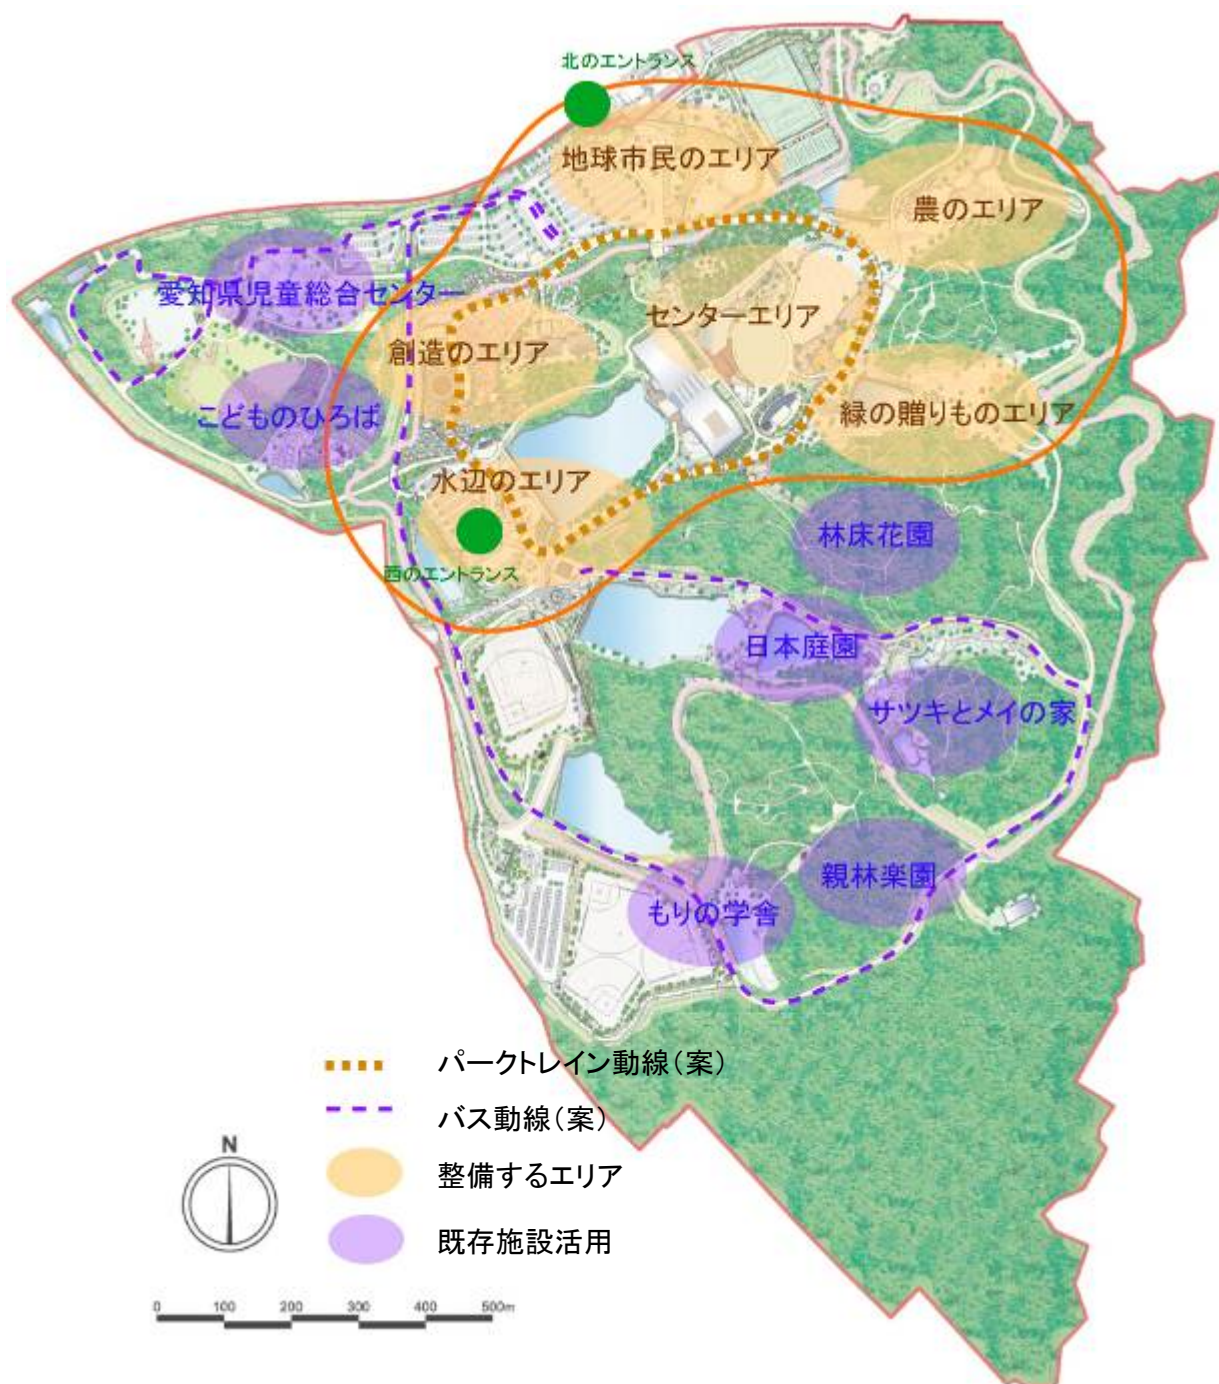 北のエントランス
地球市民のエリア
農のエリア
愛知県児童総合センター
センターエリア
創造のエリア
緑の贈りものエリア
こどものひろば
水辺のエリア
林床花園
西のエントランス
日本庭園
サツキとメイの家
親林楽園
もりの学舎
パークトレイン動線(案)
バス動線(案)
N
整備するエリア
既存施設活用
0 100 200 300 400 500m